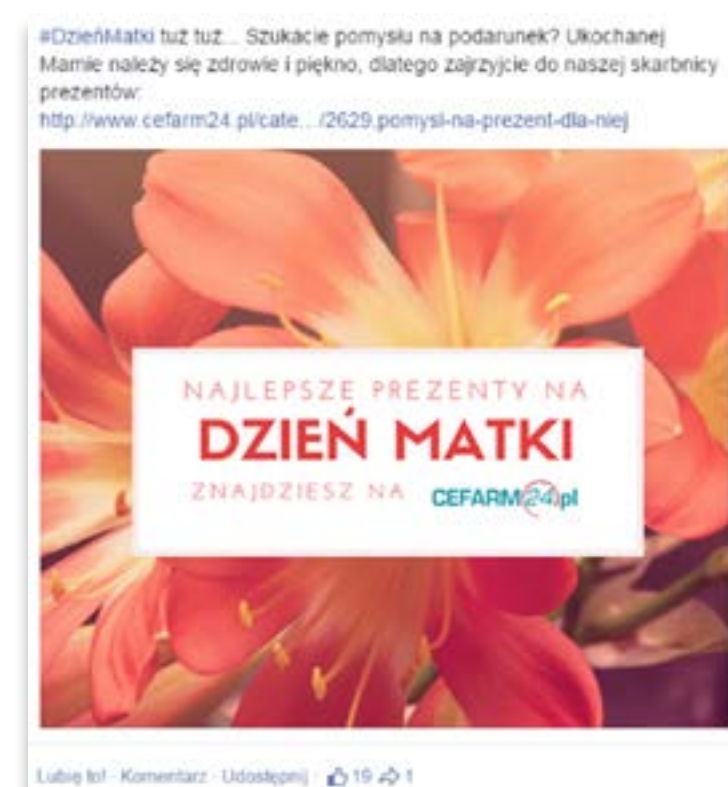 #DzieńMatki tuż tuż... Szukacie pomysłu na podarunek? Ukochanej
Mamie należy się zdrowie i piękno, dlatego zajrzyjcie do naszej skarbnicy
prezentów:
http://www.cefarm24.pl/cate.../2629,pomysl-na-prezent-dla-niej
NAJLEPSZE PREZENTY NA
DZIEŃ MATKI
ZNAJDZIESZ NA CEFARM24.pl
Lubię to! · Komentarz · Udostępnij · 19 1